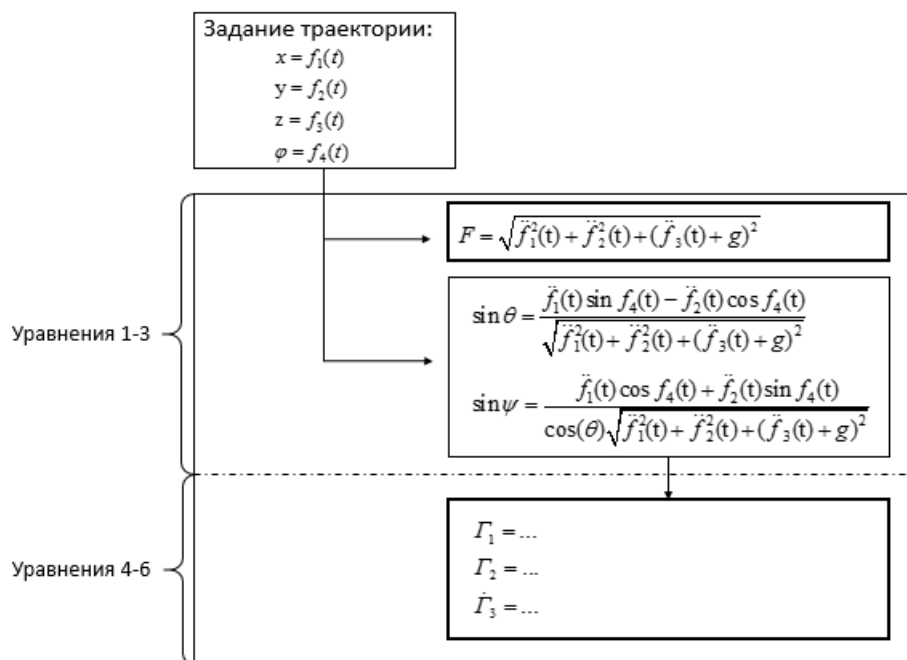 Задание траектории:
x = f₁(t)
y = f₂(t)
z = f₃(t)
φ = f₄(t)
Уравнения 1-3
F = √(f̈₁²(t) + f̈₂²(t) + (f̈₃(t) + g)²)
sin θ = (f̈₁(t) sin f₄(t) − f̈₂(t) cos f₄(t)) / √(f̈₁²(t) + f̈₂²(t) + (f̈₃(t) + g)²)
sin ψ = (f̈₁(t) cos f₄(t) + f̈₂(t) sin f₄(t)) / (cos(θ) √(f̈₁²(t) + f̈₂²(t) + (f̈₃(t) + g)²))
Уравнения 4-6
Γ₁ = ...
Γ₂ = ...
Γ̇₃ = ...